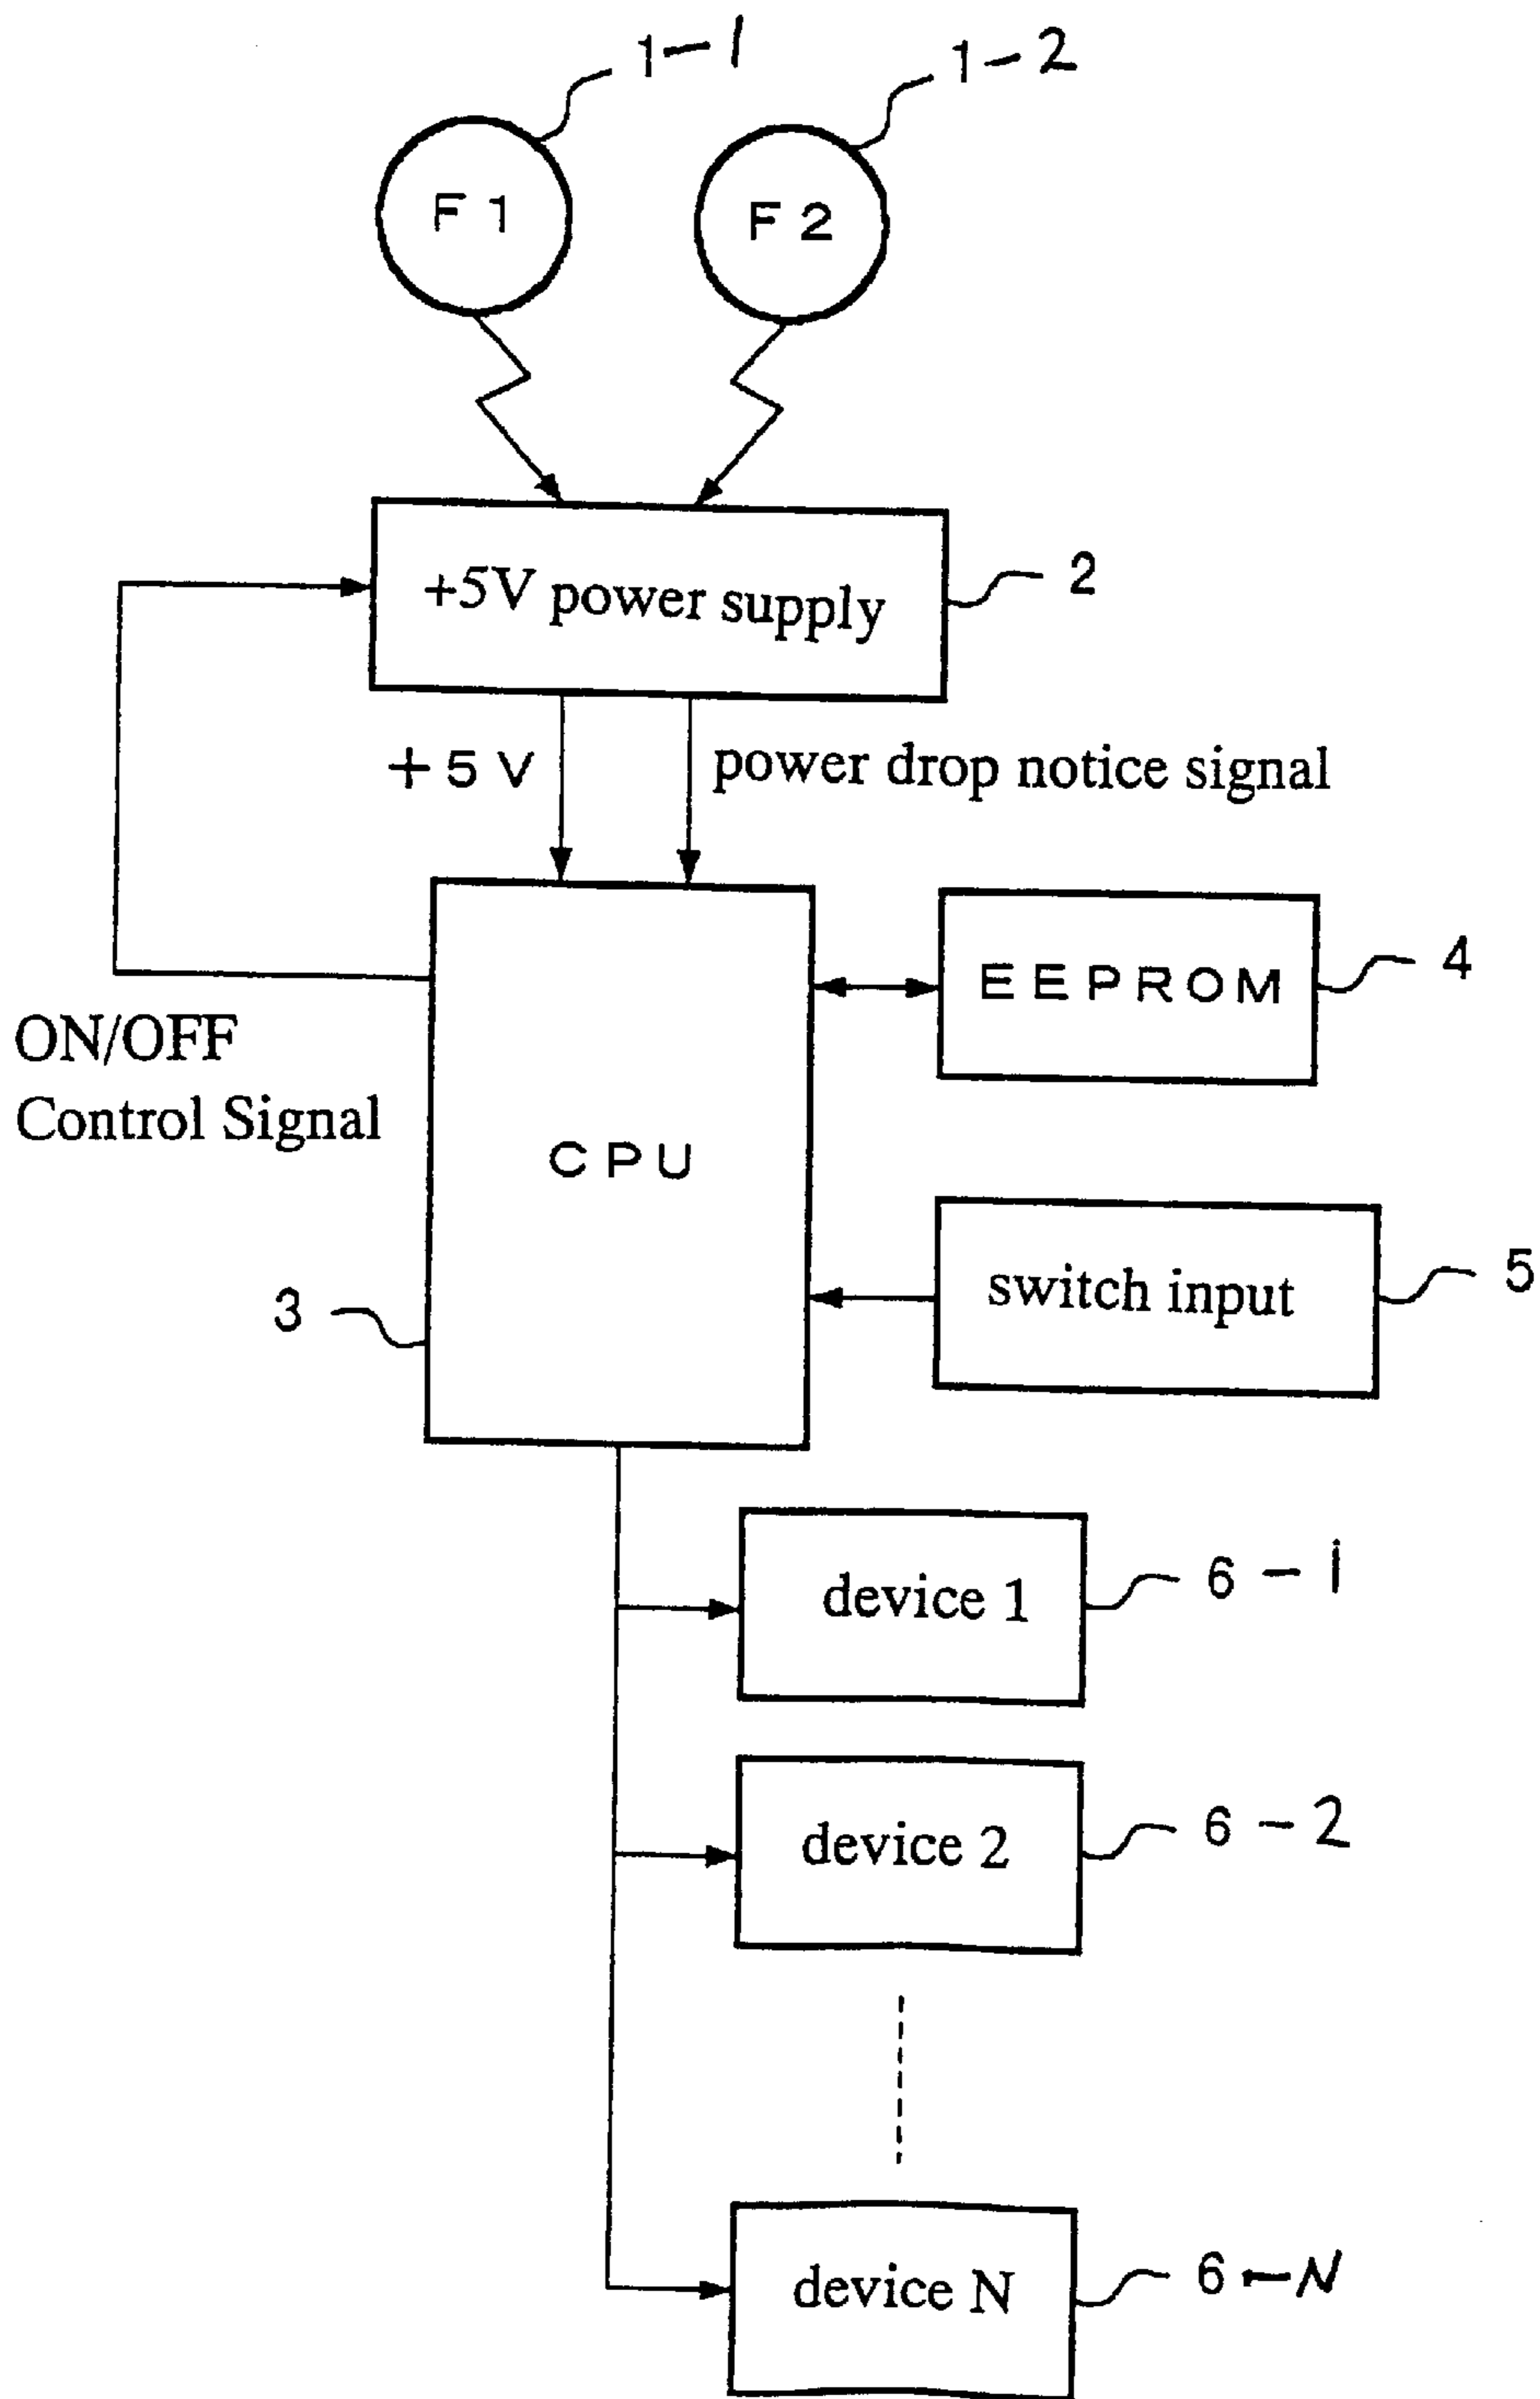 1-1
1-2
F1
F2
+5V power supply
2
+5V
power drop notice signal
EEPROM
4
ON/OFF
Control Signal
CPU
switch input
5
3
device 1
6-1
device 2
6-2
device N
6-N